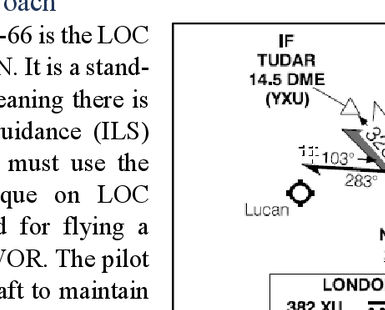 oach
-66 is the LOC
N. It is a stand-
eaning there is
uidance (ILS)
must use the
que on LOC
d for flying a
VOR. The pilot
aft to maintain
IF
TUDAR
14.5 DME
(YXU)
103°
283°
Lucan
N
LONDO
382 XU